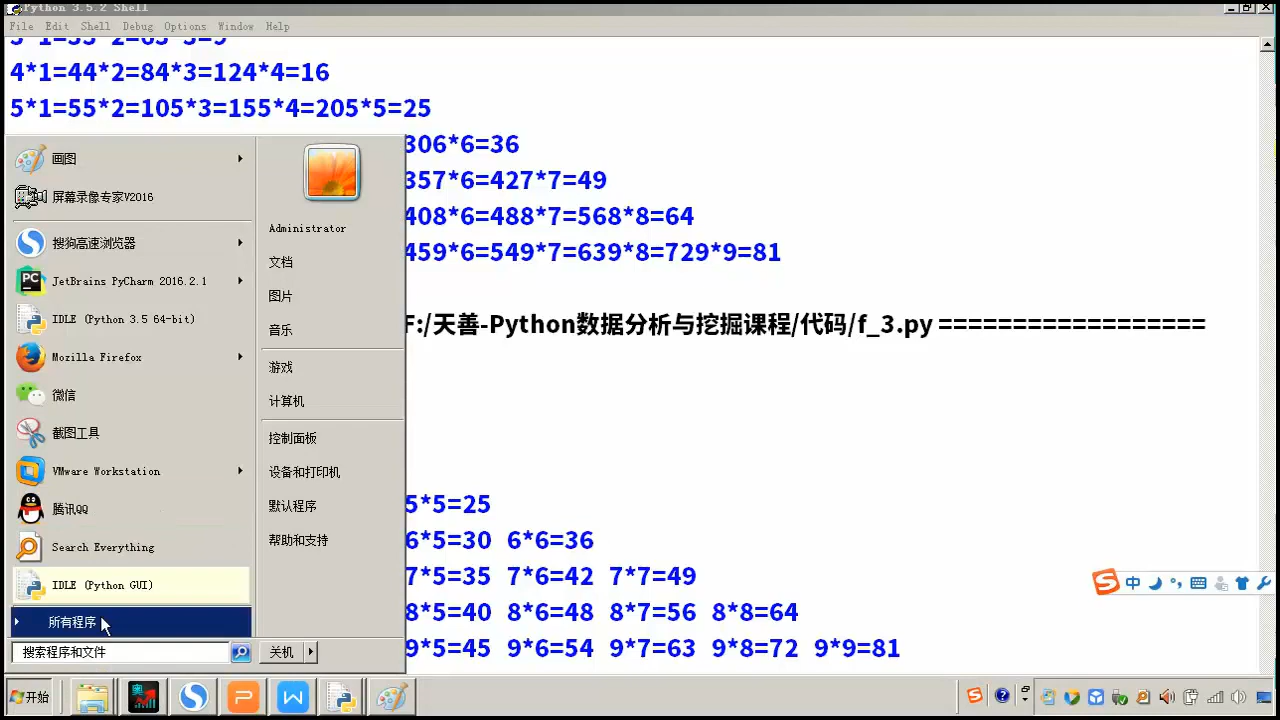 Python 3.5.2 Shell
File Edit Shell Debug Options Window Help
3*1=33*2=63*3=9
4*1=44*2=84*3=124*4=16
5*1=55*2=105*3=155*4=205*5=25
306*6=36
357*6=427*7=49
408*6=488*7=568*8=64
459*6=549*7=639*8=729*9=81
F:/天善-Python数据分析与挖掘课程/代码/f_3.py ==================
5*5=25
6*5=30 6*6=36
7*5=35 7*6=42 7*7=49
8*5=40 8*6=48 8*7=56 8*8=64
9*5=45 9*6=54 9*7=63 9*8=72 9*9=81
画图
屏幕录像专家V2016
搜狗高速浏览器
JetBrains PyCharm 2016.2.1
IDLE (Python 3.5 64-bit)
Mozilla Firefox
微信
截图工具
VMware Workstation
腾讯QQ
Search Everything
IDLE (Python GUI)
所有程序
搜索程序和文件
Administrator
文档
图片
音乐
游戏
计算机
控制面板
设备和打印机
默认程序
帮助和支持
关机
中
开始